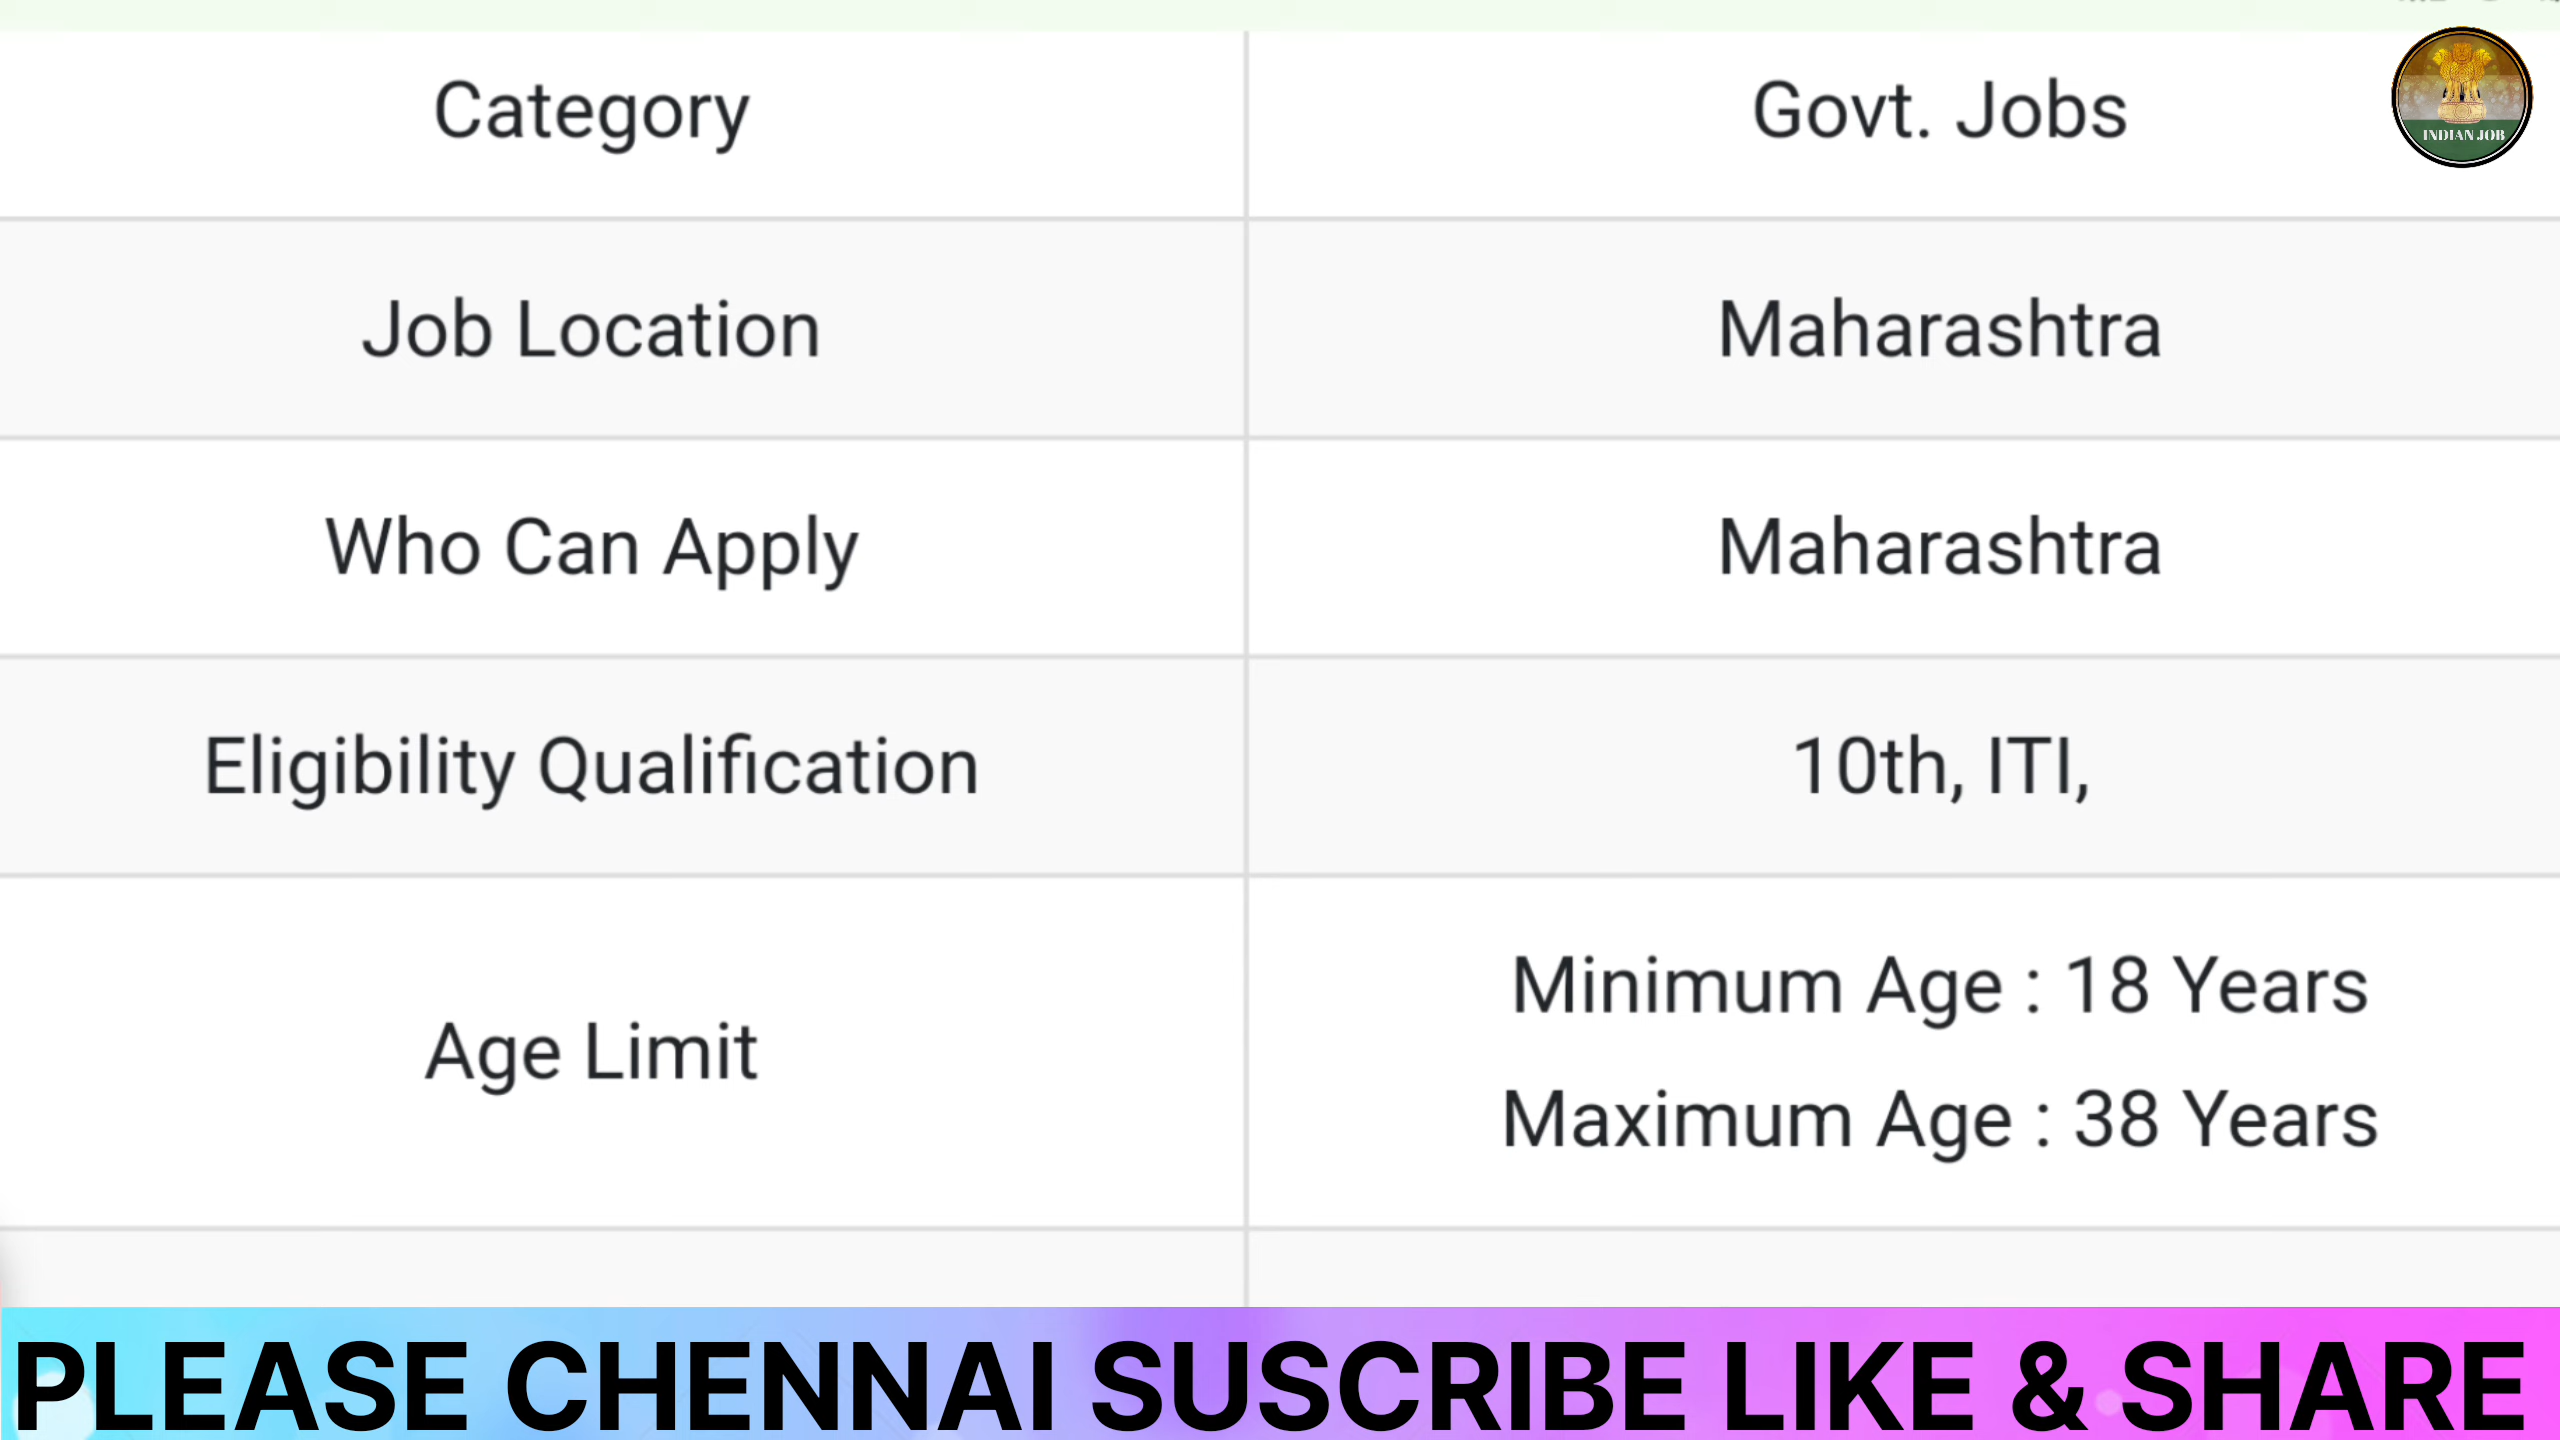 Category
Govt. Jobs
INDIAN JOB
Job Location
Maharashtra
Who Can Apply
Maharashtra
Eligibility Qualification
10th, ITI,
Minimum Age : 18 Years
Age Limit
Maximum Age : 38 Years
PLEASE CHENNAI SUSCRIBE LIKE & SHARE